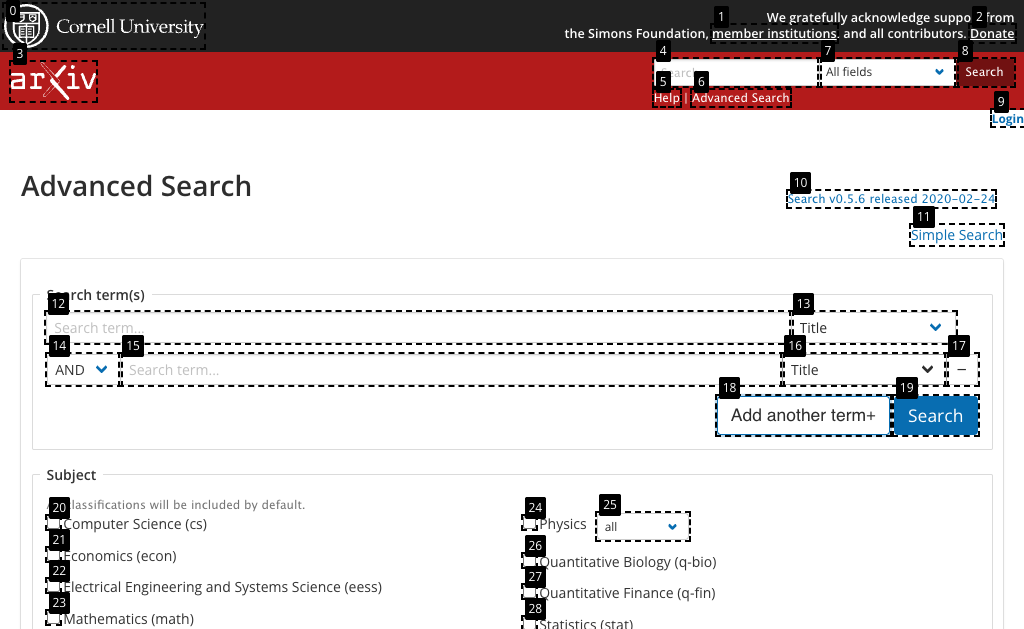 0
Cornell University
1
2
We gratefully acknowledge suppo from
the Simons Foundation, member institutions, and all contributors. Donate
3
arXiv
4
Search...
7
All fields
8
Search
5
6
Help | Advanced Search
9
Login
Advanced Search
10
Search v0.5.6 released 2020-02-24
11
Simple Search
Search term(s)
12
Search term...
13
Title
14
AND
15
Search term...
16
Title
17
−
18
Add another term+
19
Search
Subject
classifications will be included by default.
20
Computer Science (cs)
21
Economics (econ)
22
Electrical Engineering and Systems Science (eess)
23
Mathematics (math)
24
Physics
25
all
26
Quantitative Biology (q-bio)
27
Quantitative Finance (q-fin)
28
Statistics (stat)